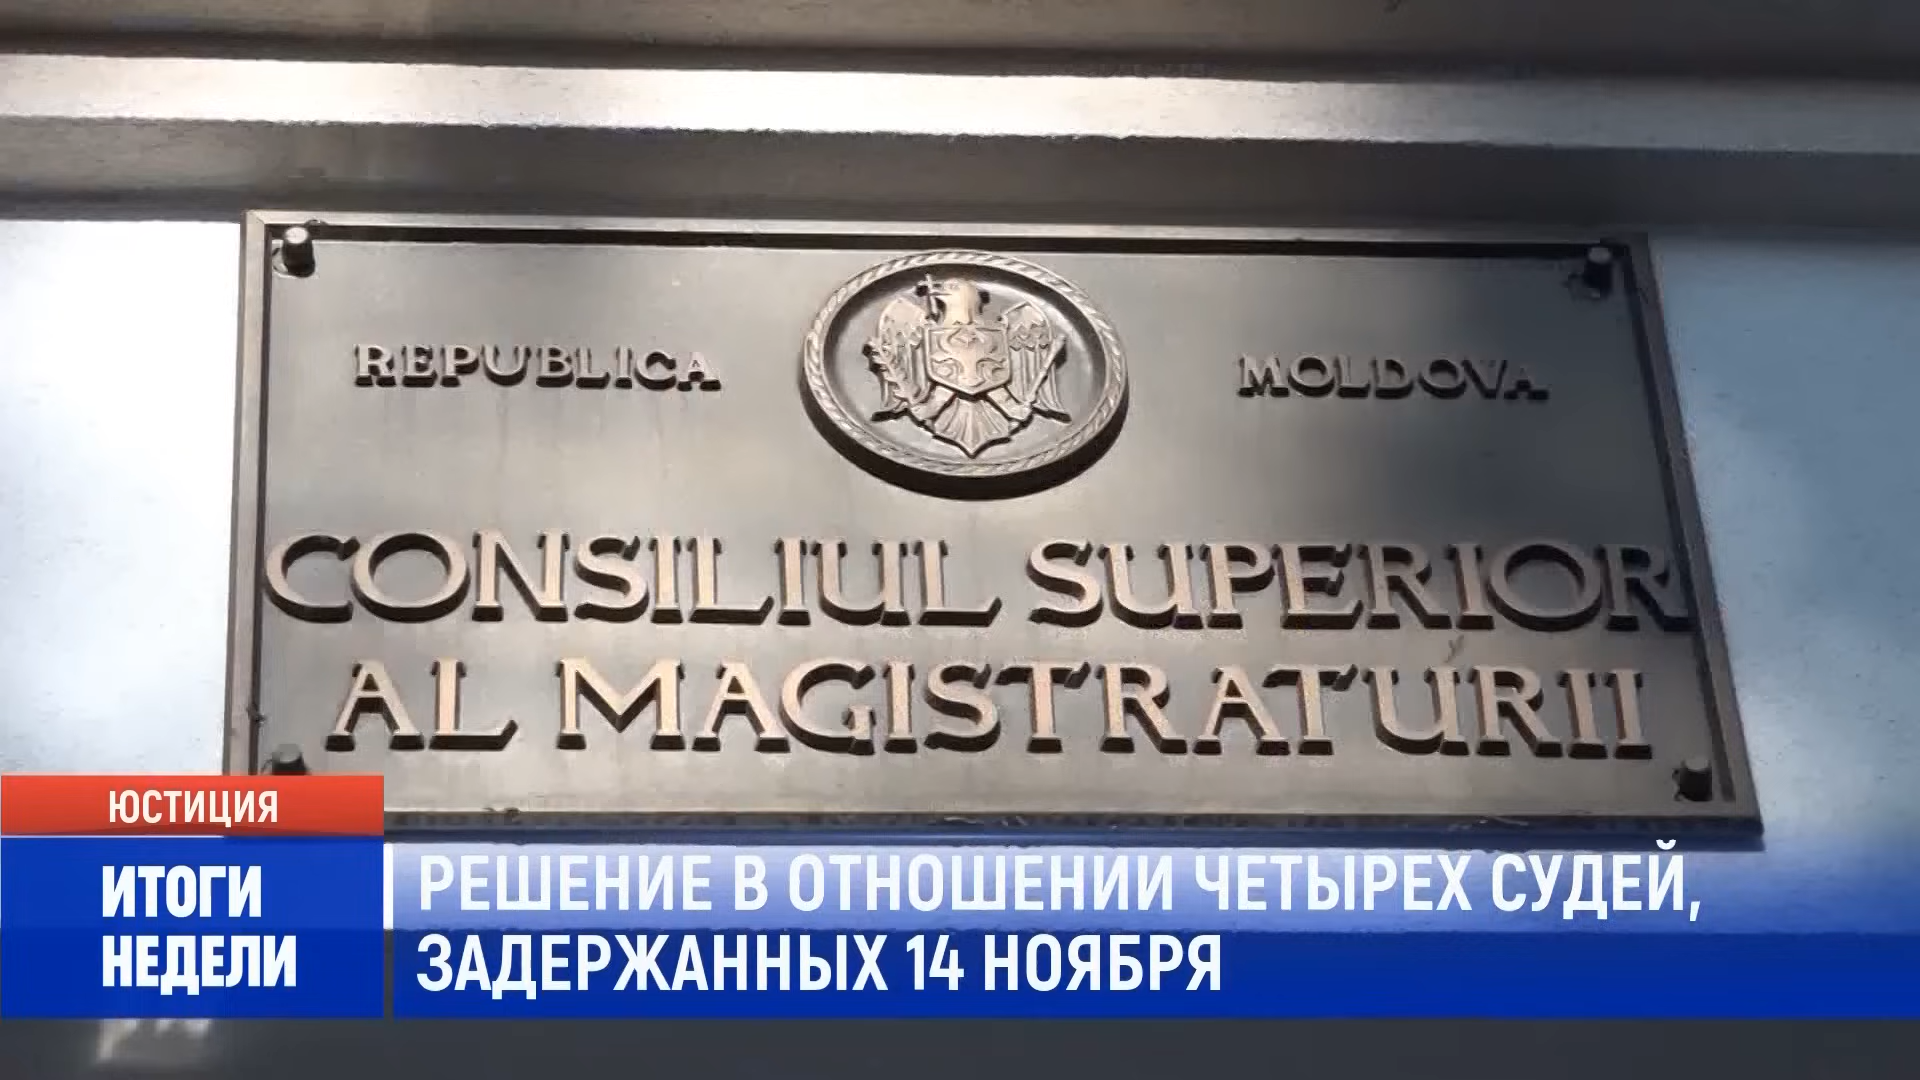 REPUBLICA MOLDOVA
CONSILIUL SUPERIOR
AL MAGISTRATURII
ЮСТИЦИЯ
ИТОГИ
НЕДЕЛИ
РЕШЕНИЕ В ОТНОШЕНИИ ЧЕТЫРЕХ СУДЕЙ,
ЗАДЕРЖАННЫХ 14 НОЯБРЯ